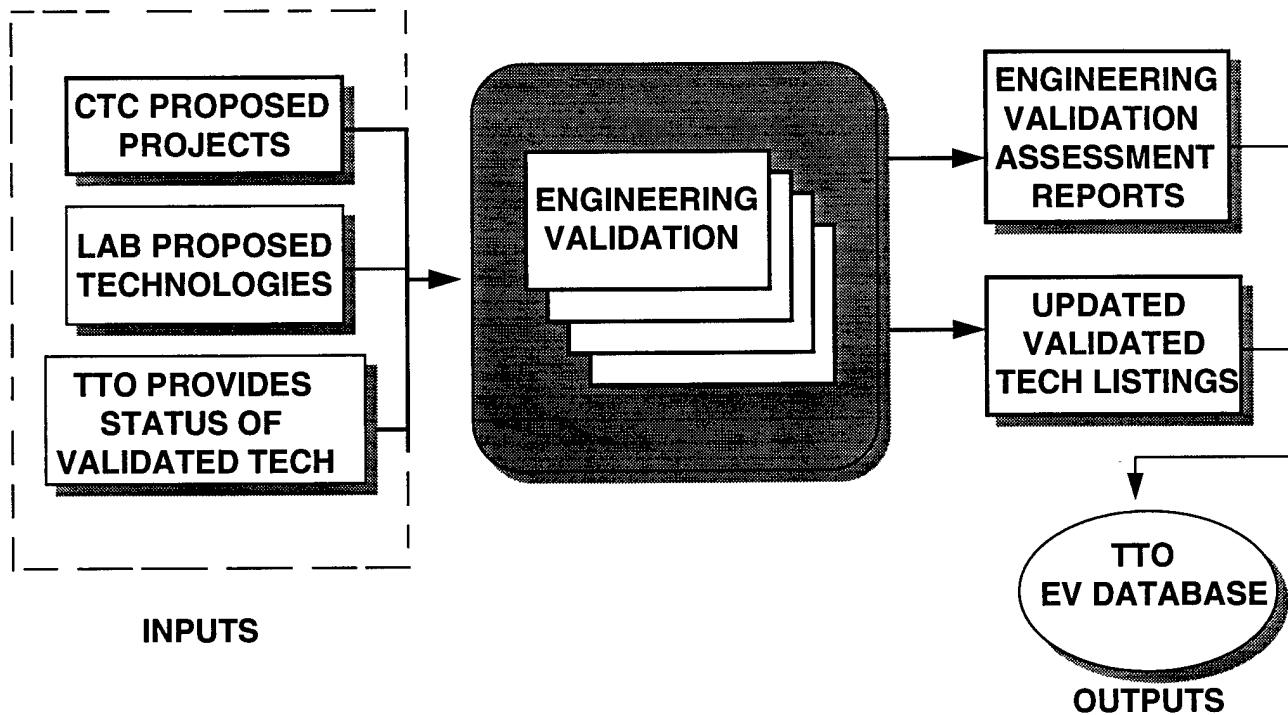 CTC PROPOSED
PROJECTS
LAB PROPOSED
TECHNOLOGIES
TTO PROVIDES
STATUS OF
VALIDATED TECH
INPUTS
ENGINEERING
VALIDATION
ENGINEERING
VALIDATION
ASSESSMENT
REPORTS
UPDATED
VALIDATED
TECH LISTINGS
TTO
EV DATABASE
OUTPUTS